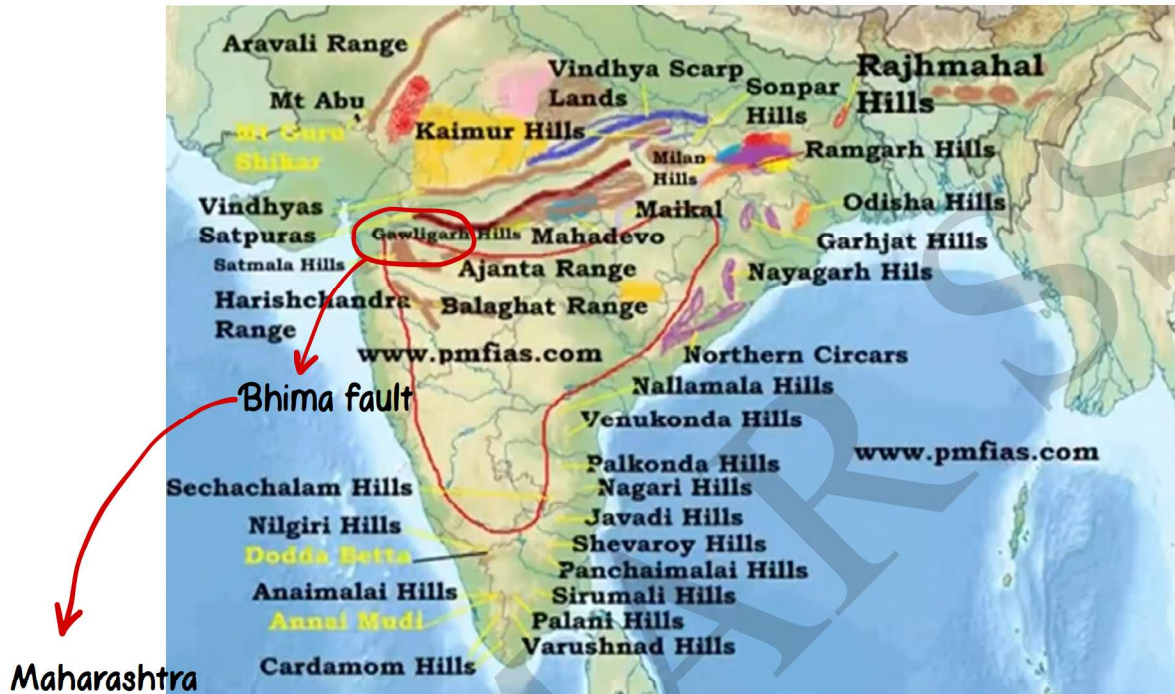 Aravali Range
Vindhya Scarp
Lands
Rajhmahal
Hills
Sonpar
Hills
Mt Abu
Mt Guru
Shikar
Kaimur Hills
Milan
Hills
Ramgarh Hills
Vindhyas
Satpuras
Maikal
Odisha Hills
Gawligarh Hills
Mahadevo
Garhjat Hills
Satmala Hills
Ajanta Range
Nayagarh Hils
Harishchandra
Range
Balaghat Range
www.pmfias.com
Northern Circars
Bhima fault
Nallamala Hills
Venukonda Hills
www.pmfias.com
Palkonda Hills
Sechachalam Hills
Nagari Hills
Nilgiri Hills
Javadi Hills
Dodda Betta
Shevaroy Hills
Panchaimalai Hills
Anaimalai Hills
Sirumali Hills
Annai Mudi
Palani Hills
Varushnad Hills
Cardamom Hills
Maharashtra